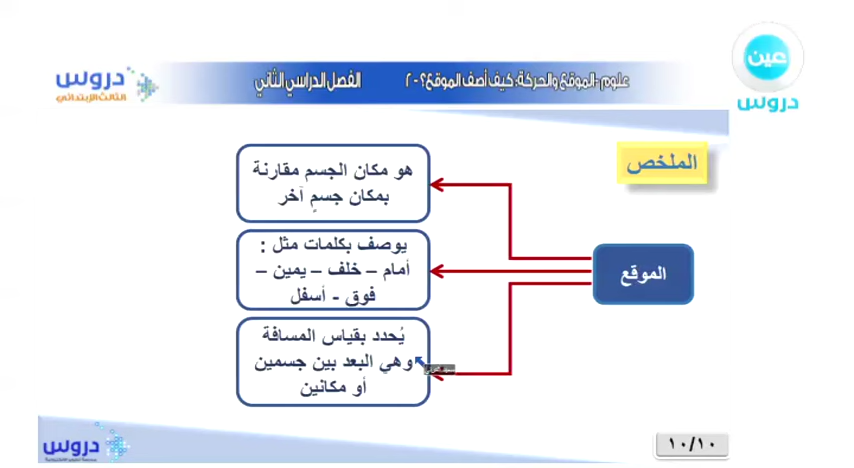 علوم :الموقع والحركة: كيف أصف الموقع؟ -٢
الفصل الدراسي الثاني
دروس
الثالث الإبتدائي
عين
دروس
الملخص
الموقع
هو مكان الجسم مقارنة
بمكان جسمٍ آخر
يوصف بكلمات مثل :
أمام – خلف – يمين –
فوق - أسفل
يُحدد بقياس المسافة
وهي البعد بين جسمين
أو مكانين
دروس
١٠/١٠